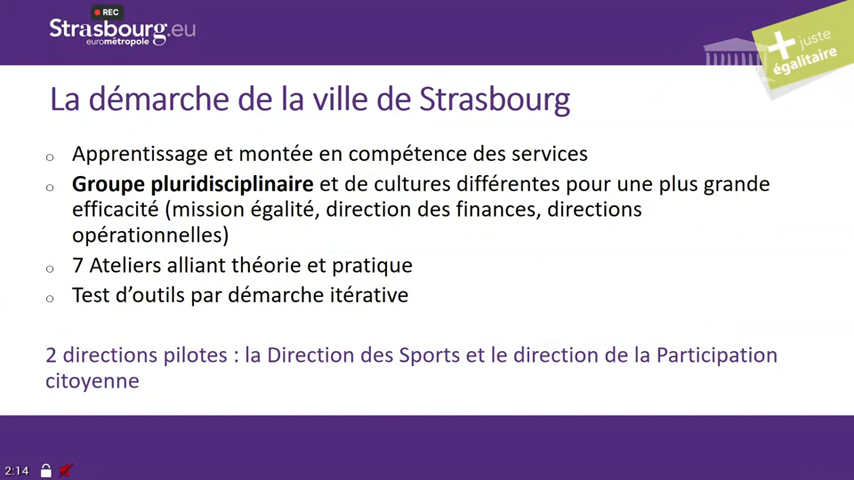 REC
Strasbourg.eu
eurométropole
+ juste
égalitaire
La démarche de la ville de Strasbourg
o Apprentissage et montée en compétence des services
o Groupe pluridisciplinaire et de cultures différentes pour une plus grande
efficacité (mission égalité, direction des finances, directions
opérationnelles)
o 7 Ateliers alliant théorie et pratique
o Test d’outils par démarche itérative
2 directions pilotes : la Direction des Sports et le direction de la Participation
citoyenne
2:14